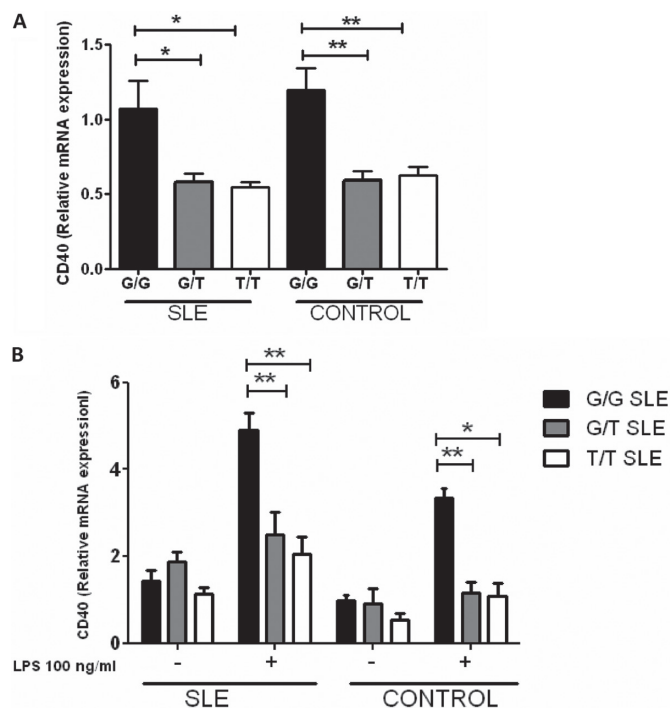 A
* **
* **
CD40 (Relative mRNA expression)
1.5
1.0
0.5
0.0
G/G G/T T/T G/G G/T T/T
SLE CONTROL
B
**
**
*
**
CD40 (Relative mRNA expressionl)
6
4
2
0
G/G SLE
G/T SLE
T/T SLE
LPS 100 ng/ml - + - +
SLE CONTROL